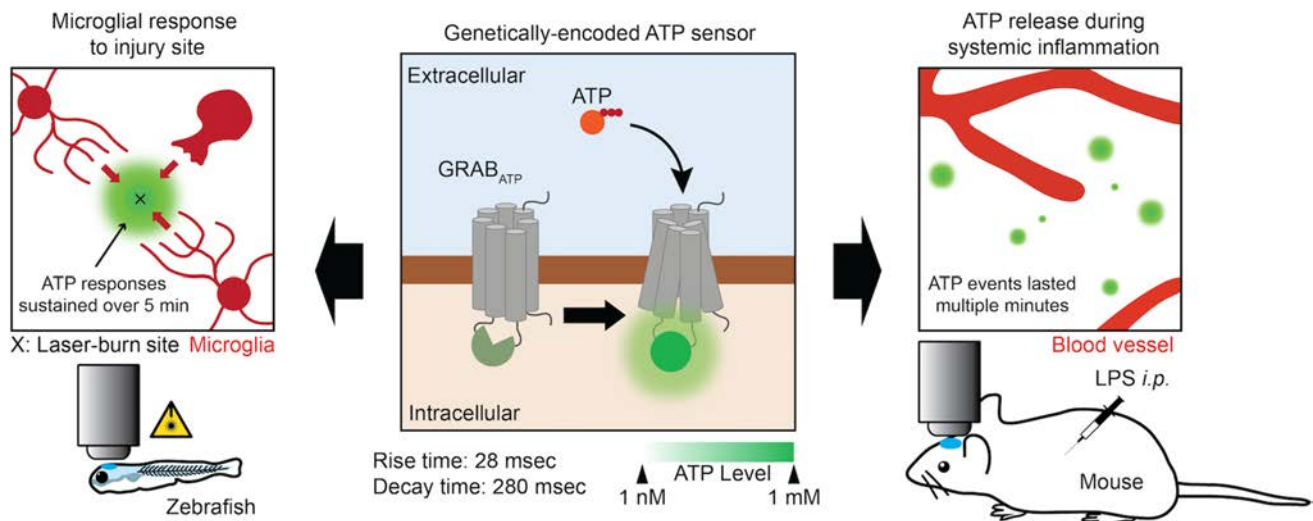 Microglial response
to injury site
ATP responses
sustained over 5 min
X: Laser-burn site Microglia
Zebrafish
Genetically-encoded ATP sensor
Extracellular
ATP
GRABATP
Intracellular
Rise time: 28 msec
Decay time: 280 msec
ATP Level
1 nM 1 mM
ATP release during
systemic inflammation
ATP events lasted
multiple minutes
Blood vessel
LPS i.p.
Mouse